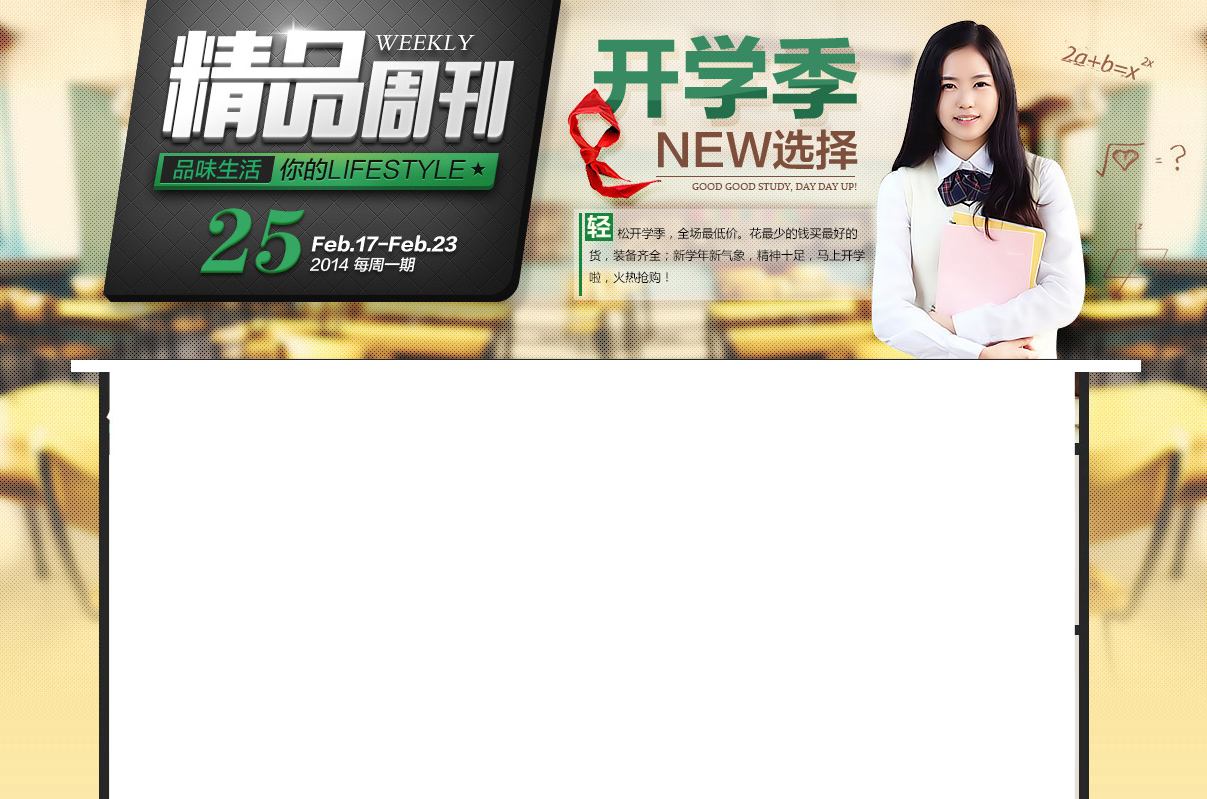 精品周刊 WEEKLY
品味生活 你的LIFESTYLE★
25
Feb.17-Feb.23
2014 每周一期
开学季
NEW选择
GOOD GOOD STUDY, DAY DAY UP!
轻松开学季，全场最低价。花最少的钱买最好的
货，装备齐全；新学年新气象，精神十足，马上开学
啦，火热抢购！
2a+b=x 2x
√♡ = ?
z